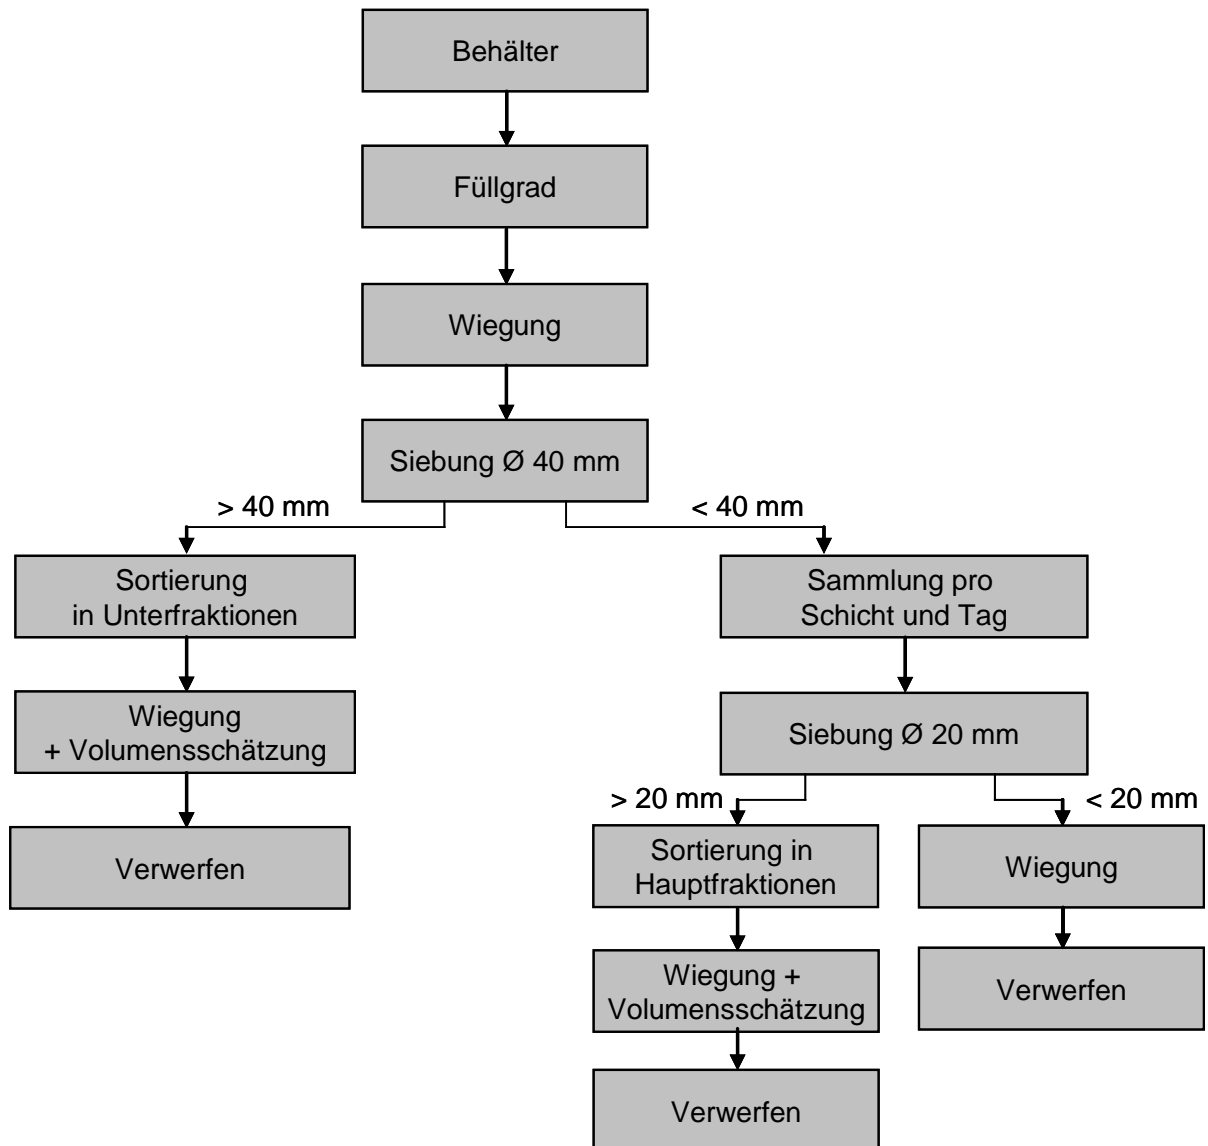 Behälter
Füllgrad
Wiegung
Siebung Ø 40 mm
> 40 mm
< 40 mm
Sortierung
in Unterfraktionen
Sammlung pro
Schicht und Tag
Wiegung
+ Volumensschätzung
Siebung Ø 20 mm
> 20 mm
< 20 mm
Verwerfen
Sortierung in
Hauptfraktionen
Wiegung
Wiegung +
Volumensschätzung
Verwerfen
Verwerfen